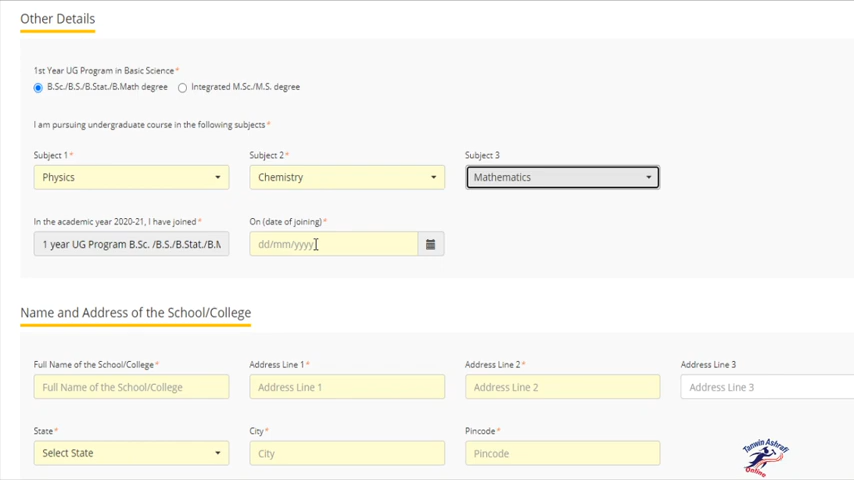 Other Details
1st Year UG Program in Basic Science*
B.Sc./B.S./B.Stat./B.Math degree Integrated M.Sc./M.S. degree
I am pursuing undergraduate course in the following subjects*
Subject 1* Subject 2* Subject 3
Physics Chemistry Mathematics
In the academic year 2020-21, I have joined* On (date of joining)*
1 year UG Program B.Sc. /B.S./B.Stat./B.M dd/mm/yyyy
Name and Address of the School/College
Full Name of the School/College* Address Line 1* Address Line 2* Address Line 3
Full Name of the School/College Address Line 1 Address Line 2 Address Line 3
State* City* Pincode*
Select State City Pincode
Tanwin Ashrafi
Online